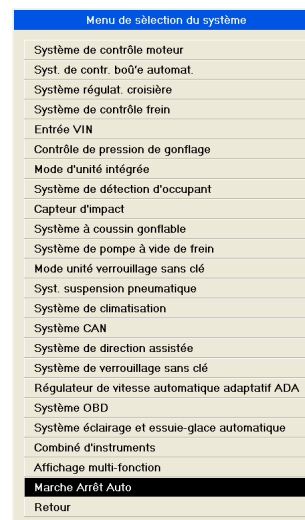 Menu de sèlection du système
Système de contrôle moteur
Syst. de contr. boû'e automat.
Système régulat. croisière
Système de contrôle frein
Entrée VIN
Contrôle de pression de gonflage
Mode d'unité intégrée
Système de détection d'occupant
Capteur d'impact
Système à coussin gonflable
Système de pompe à vide de frein
Mode unité verrouillage sans clé
Syst. suspension pneumatique
Système de climatisation
Système CAN
Système de direction assistée
Système de verrouillage sans clé
Régulateur de vitesse automatique adaptatif ADA
Système OBD
Système éclairage et essuie-glace automatique
Combiné d'instruments
Affichage multi-fonction
Marche Arrêt Auto
Retour